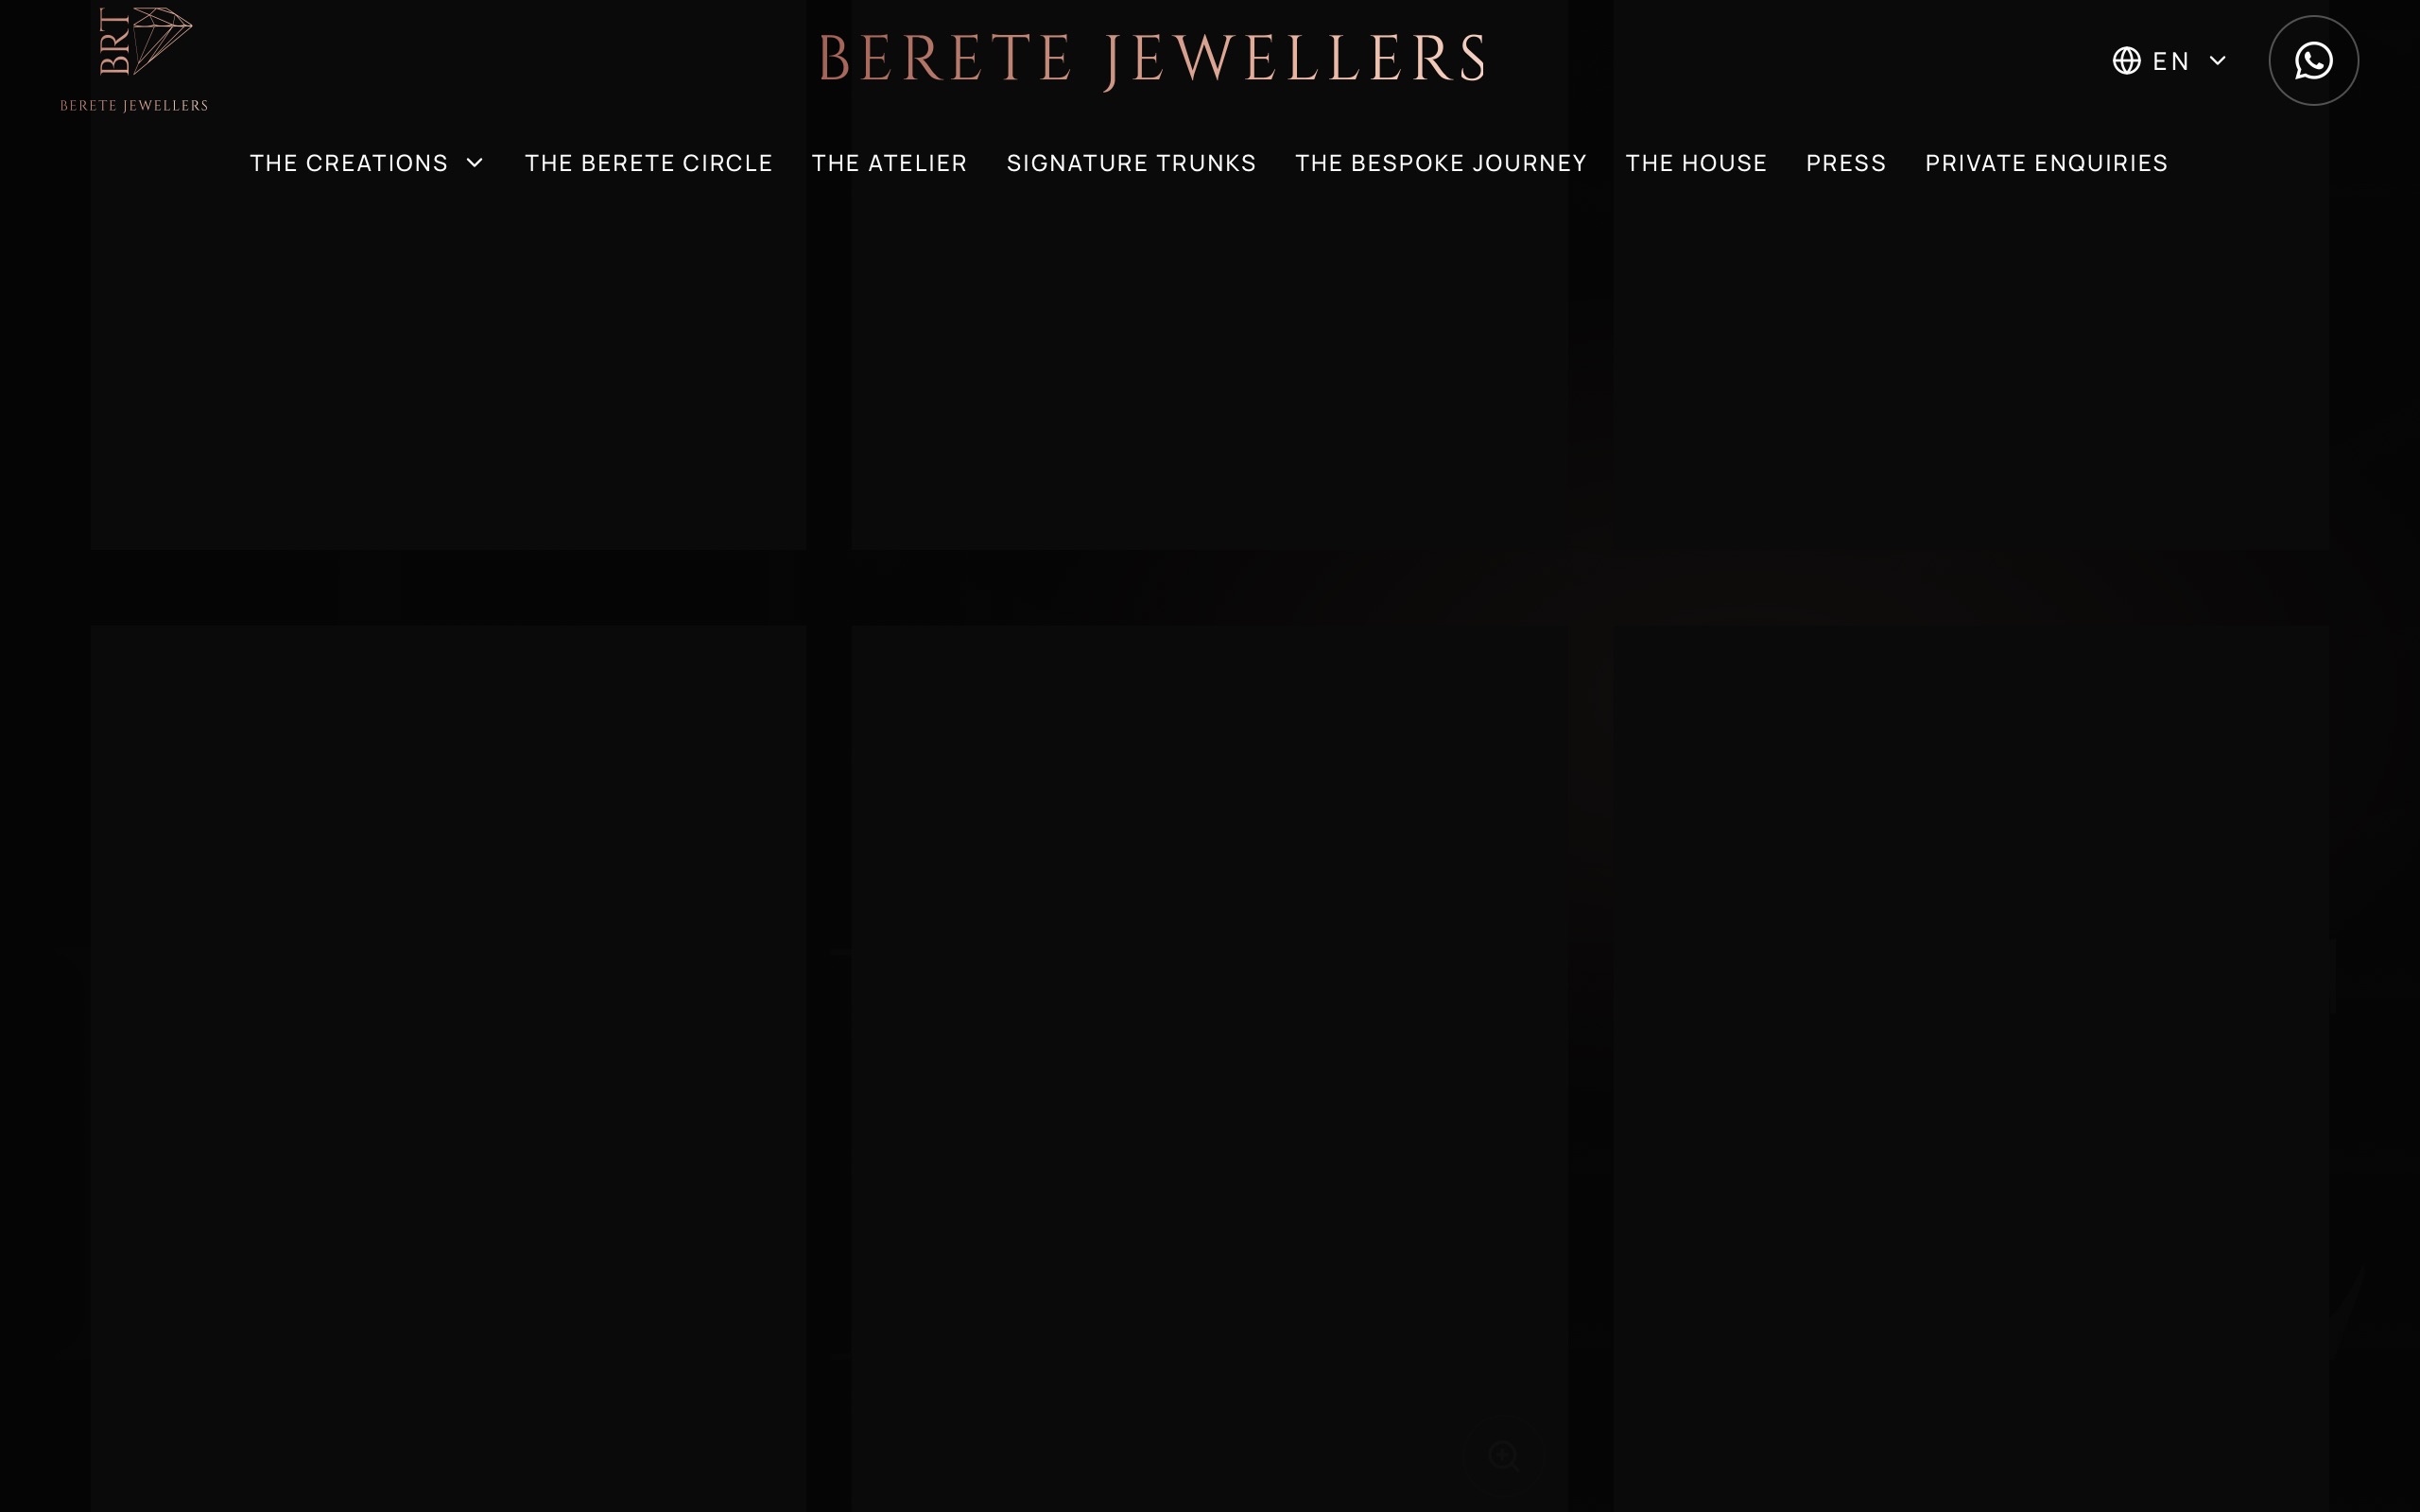 BRT
BERETE JEWELLERS
BERETE JEWELLERS
EN
THE CREATIONS
THE BERETE CIRCLE
THE ATELIER
SIGNATURE TRUNKS
THE BESPOKE JOURNEY
THE HOUSE
PRESS
PRIVATE ENQUIRIES